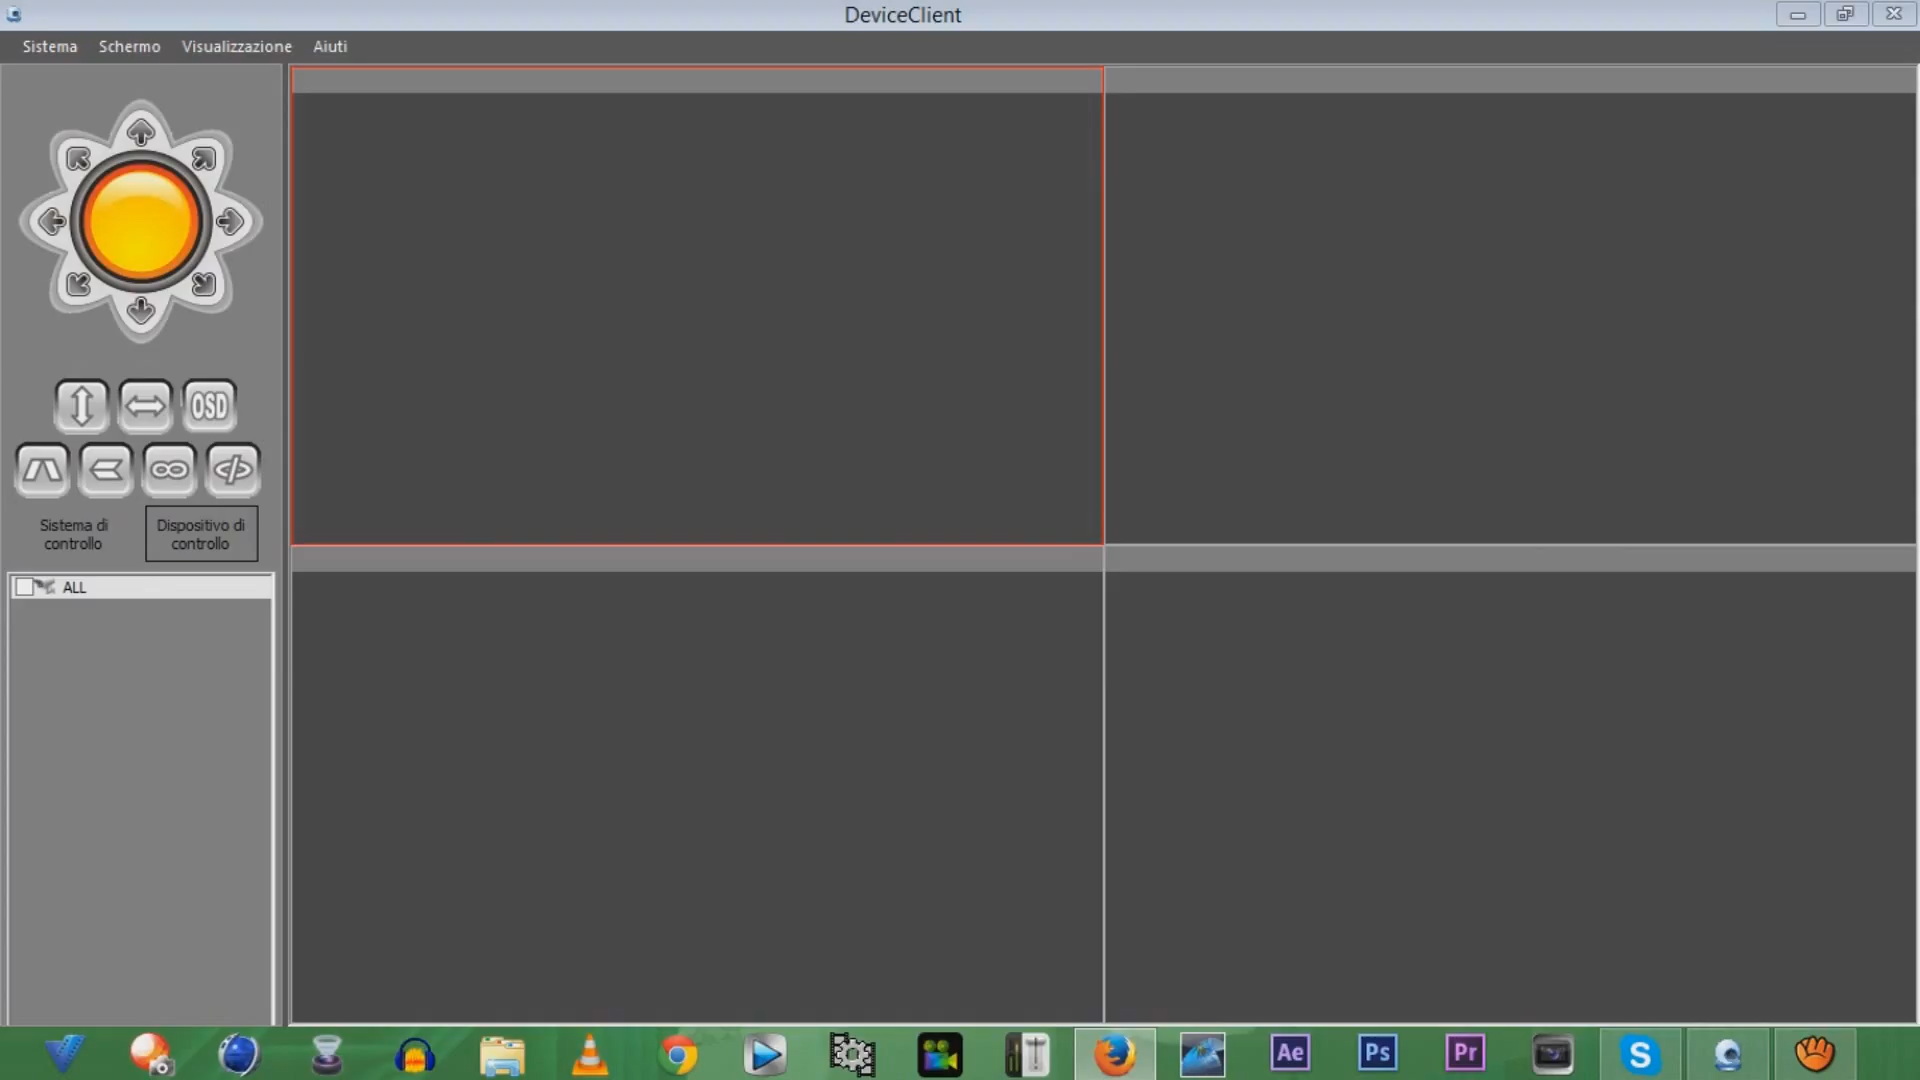 DeviceClient
Sistema Schermo Visualizzazione Aiuti
OSD
Sistema di
controllo
Dispositivo di
controllo
ALL
Ae Ps Pr S